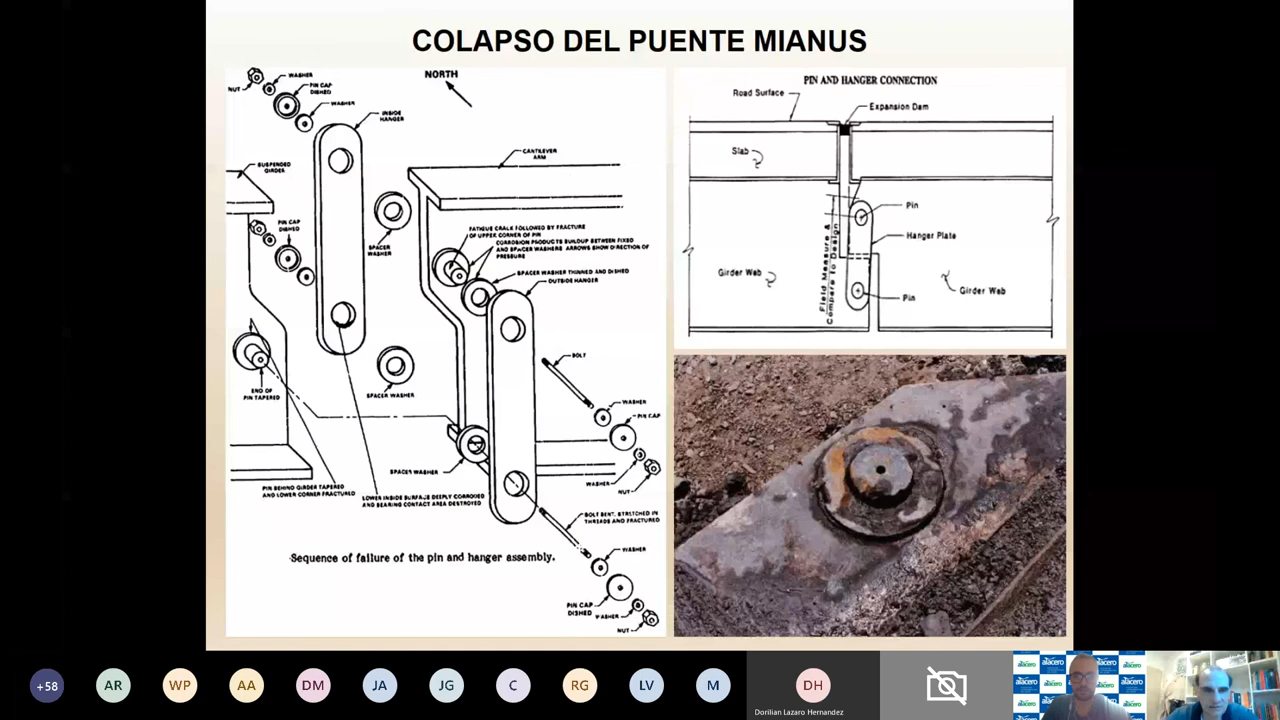 COLAPSO DEL PUENTE MIANUS
NORTH
WASHER
NUT
PIN CAP
DISHED
WASHER
INSIDE
HANGER
SUSPENDED
GIRDER
CANTILEVER
ARM
PIN CAP
DISHED
SPACER
WASHER
FATIGUE CRALK FOLLOWED BY FRACTURE
OF UPPER CORNER OF PIN
CORROSION PRODUCTS BUILDUP BETWEEN FIXED
AND SPACER WASHERS ARROWS SHOW DIRECTION OF
PRESSURE
SPACER WASHER THINNED AND DISHED
OUTSIDE HANGER
BOLT
END OF
PIN TAPERED
SPACER WASHER
WASHER
PIN CAP
SPACER WASHER
WASHER
NUT
PIN BEHIND GIRDER TAPERED
AND LOWER CORNER FRACTURED
LOWER INSIDE SURFACE DEEPLY CORRODED
AND BEARING CONTACT AREA DESTROYED
BOLT BENT, STRETCHED IN
THREADS AND FRACTURED
WASHER
PIN CAP
DISHED
WASHER
NUT
Sequence of failure of the pin and hanger assembly.
PIN AND HANGER CONNECTION
Road Surface
Expansion Dam
Slab
Pin
Hanger Plate
Field Measure &
Compare to Design
Girder Wab
Girder Wab
Pin
+58
AR
WP
AA
DM
JA
JG
C
RG
LV
M
DH
Dorilian Lazaro Hernandez
alacero
alacero
alacero
alacero
alacero